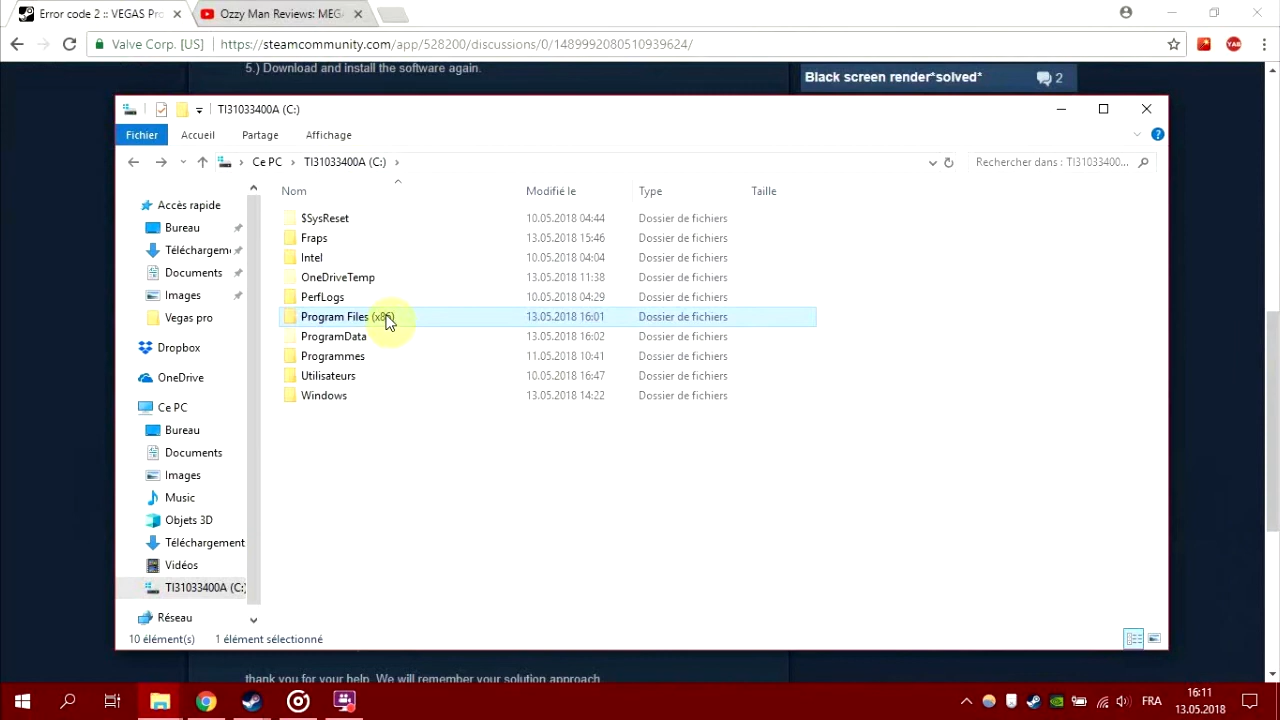 Error code 2 :: VEGAS Pro
Ozzy Man Reviews: MEGA
Valve Corp. [US]
https://steamcommunity.com/app/528200/discussions/0/1489992080510939624/
5.) Download and install the software again.
Black screen render*solved*
2
TI31033400A (C:)
Fichier
Accueil
Partage
Affichage
Ce PC
TI31033400A (C:)
Rechercher dans : TI31033400...
Nom
Modifié le
Type
Taille
Accès rapide
Bureau
Téléchargem
Documents
Images
Vegas pro
Dropbox
OneDrive
Ce PC
Bureau
Documents
Images
Music
Objets 3D
Téléchargement
Vidéos
TI31033400A (C:)
Réseau
$SysReset 10.05.2018 04:44 Dossier de fichiers
Fraps 13.05.2018 15:46 Dossier de fichiers
Intel 10.05.2018 04:04 Dossier de fichiers
OneDriveTemp 13.05.2018 11:38 Dossier de fichiers
PerfLogs 10.05.2018 04:29 Dossier de fichiers
Program Files (x86) 13.05.2018 16:01 Dossier de fichiers
ProgramData 13.05.2018 16:02 Dossier de fichiers
Programmes 11.05.2018 10:41 Dossier de fichiers
Utilisateurs 10.05.2018 16:47 Dossier de fichiers
Windows 13.05.2018 14:22 Dossier de fichiers
10 élément(s)
1 élément sélectionné
thank you for your help. We will remember your solution approach
FRA
16:11
13.05.2018